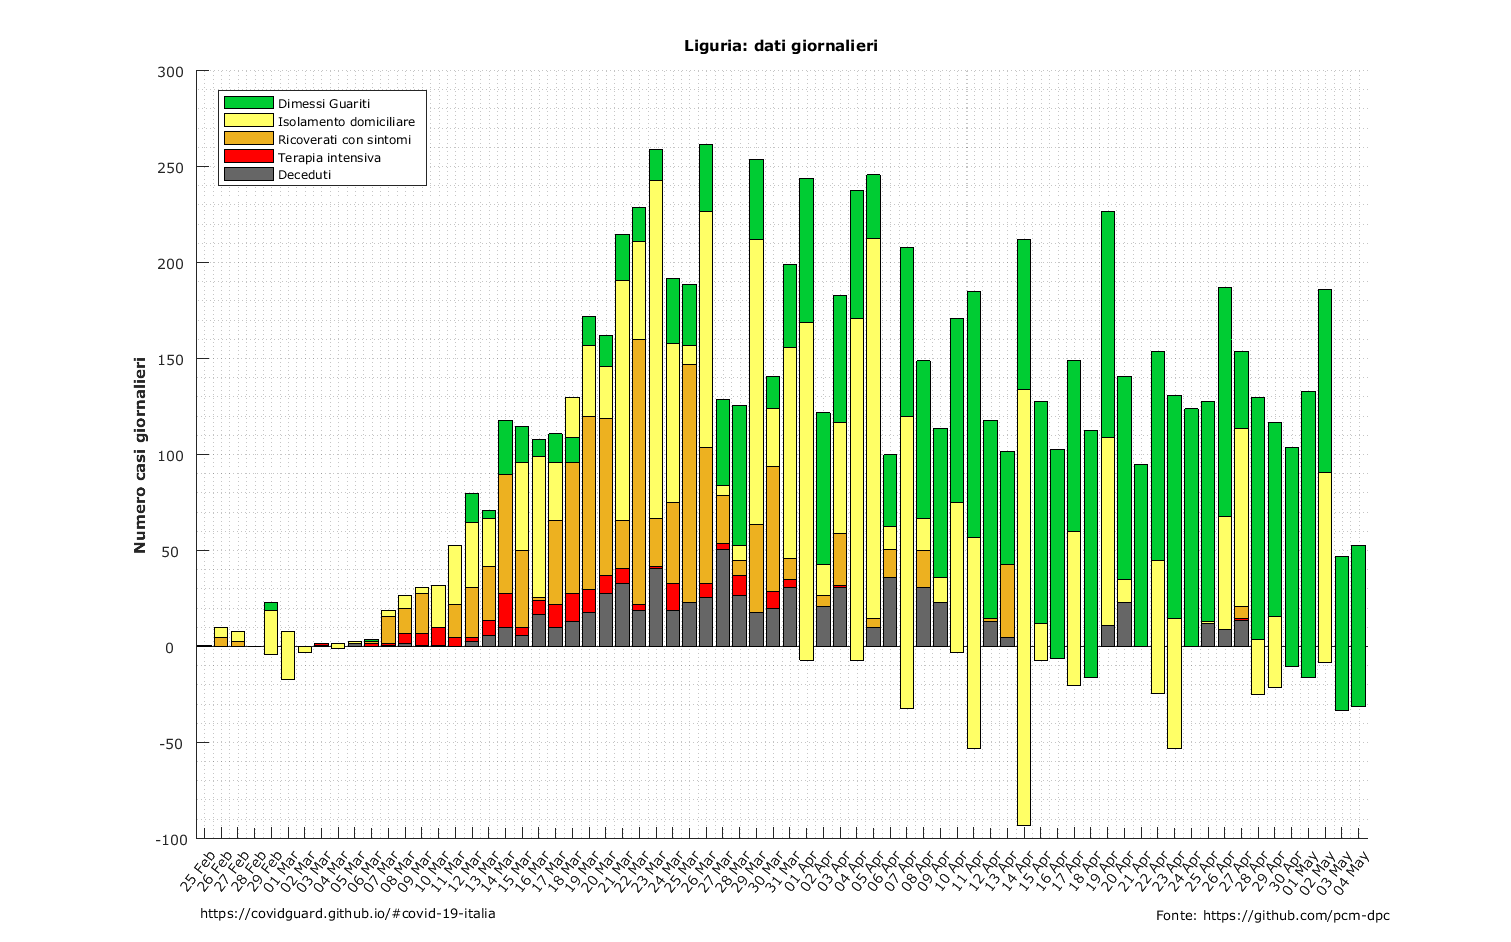 Liguria: dati giornalieri
300
250
200
150
100
50
0
-50
-100
Numero casi giornalieri
Dimessi Guariti
Isolamento domiciliare
Ricoverati con sintomi
Terapia intensiva
Deceduti
25 Feb
26 Feb
27 Feb
28 Feb
29 Feb
01 Mar
02 Mar
03 Mar
04 Mar
05 Mar
06 Mar
07 Mar
08 Mar
09 Mar
10 Mar
11 Mar
12 Mar
13 Mar
14 Mar
15 Mar
16 Mar
17 Mar
18 Mar
19 Mar
20 Mar
21 Mar
22 Mar
23 Mar
24 Mar
25 Mar
26 Mar
27 Mar
28 Mar
29 Mar
30 Mar
31 Mar
01 Apr
02 Apr
03 Apr
04 Apr
05 Apr
06 Apr
07 Apr
08 Apr
09 Apr
10 Apr
11 Apr
12 Apr
13 Apr
14 Apr
15 Apr
16 Apr
17 Apr
18 Apr
19 Apr
20 Apr
21 Apr
22 Apr
23 Apr
24 Apr
25 Apr
26 Apr
27 Apr
28 Apr
29 Apr
30 Apr
01 May
02 May
03 May
04 May
https://covidguard.github.io/#covid-19-italia
Fonte: https://github.com/pcm-dpc